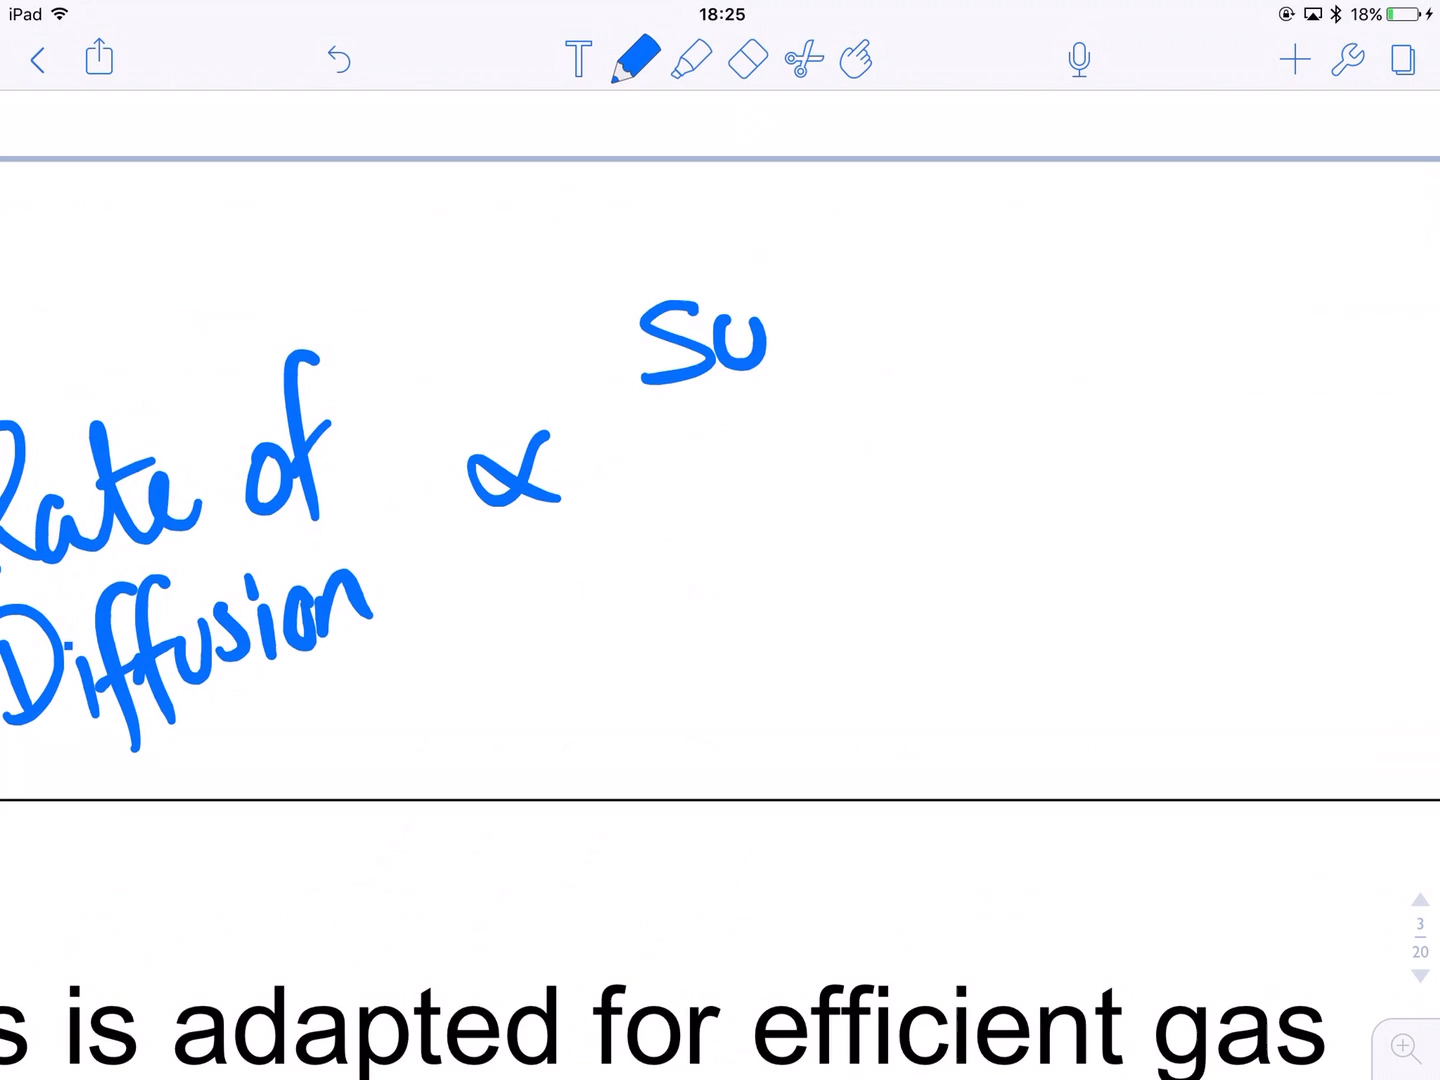 iPad 18:25 18%
T
Su
Rate of ∝
Diffusion
3
20
s is adapted for efficient gas